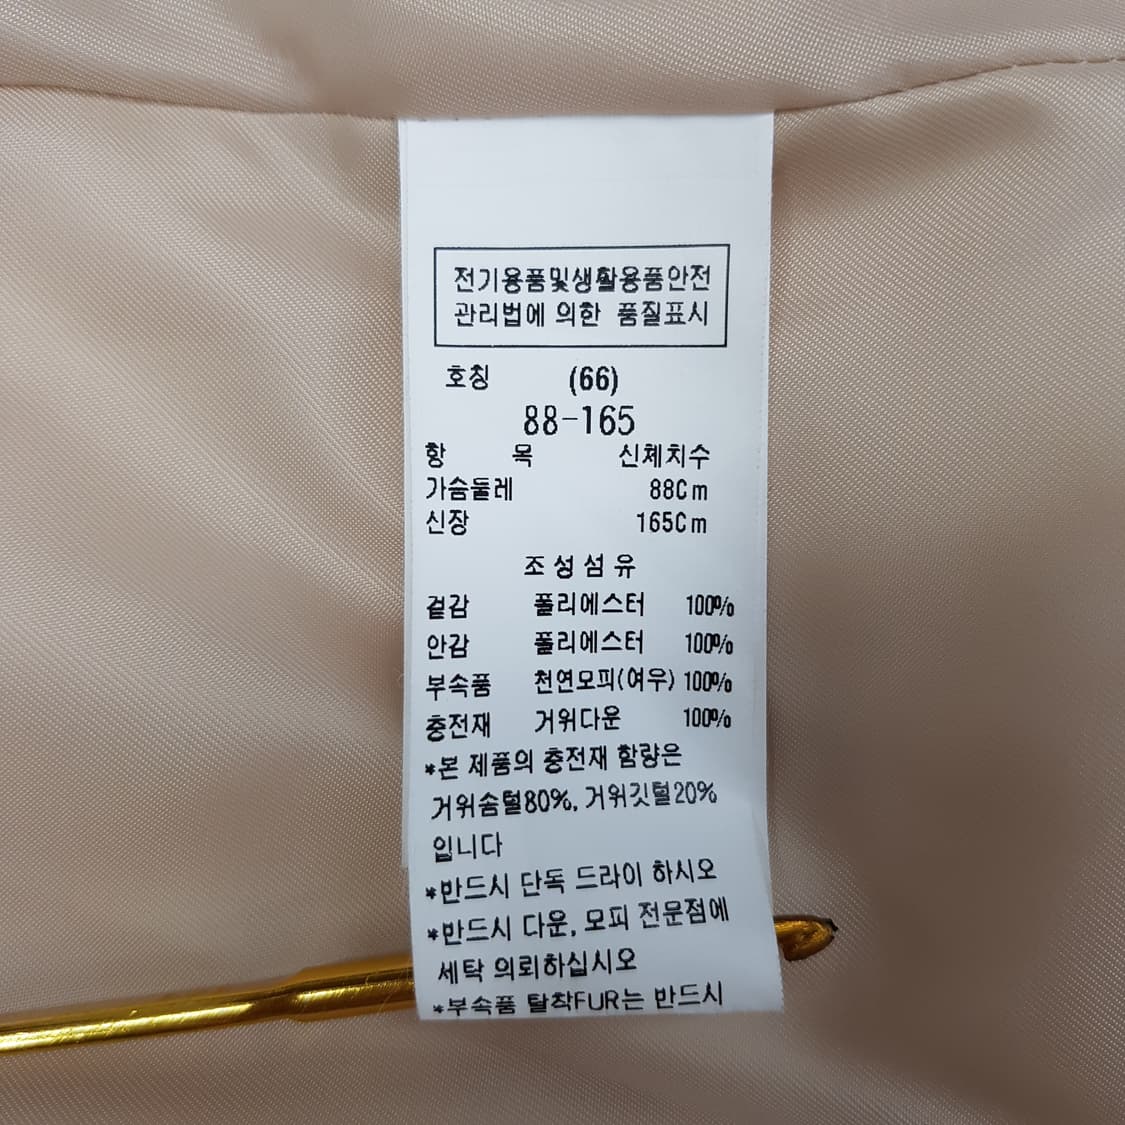 전기용품및생활용품안전
관리법에 의한 품질표시
호칭 (66)
88-165
항 목 신체치수
가슴둘레 88Cm
신장 165Cm
조성섬유
겉감 폴리에스터 100%
안감 폴리에스터 100%
부속품 천연모피(여우) 100%
충전재 거위다운 100%
*본 제품의 충전재 함량은
거위솜털80%, 거위깃털20%
입니다
*반드시 단독 드라이 하시오
*반드시 다운, 모피 전문점에
세탁 의뢰하십시오
*부속품 탈착FUR는 반드시